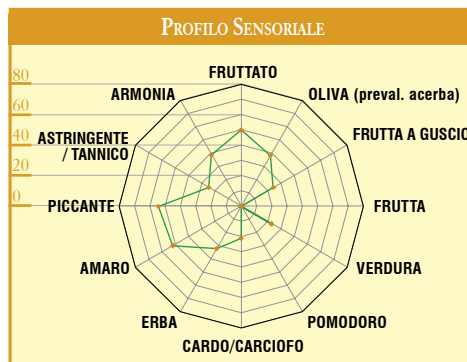 PROFILO SENSORIALE
80
60
40
20
0
FRUTTATO
OLIVA (preval. acerba)
FRUTTA A GUSCIO
FRUTTA
VERDURA
POMODORO
CARDO/CARCIOFO
ERBA
AMARO
PICCANTE
ASTRINGENTE
/ TANNICO
ARMONIA